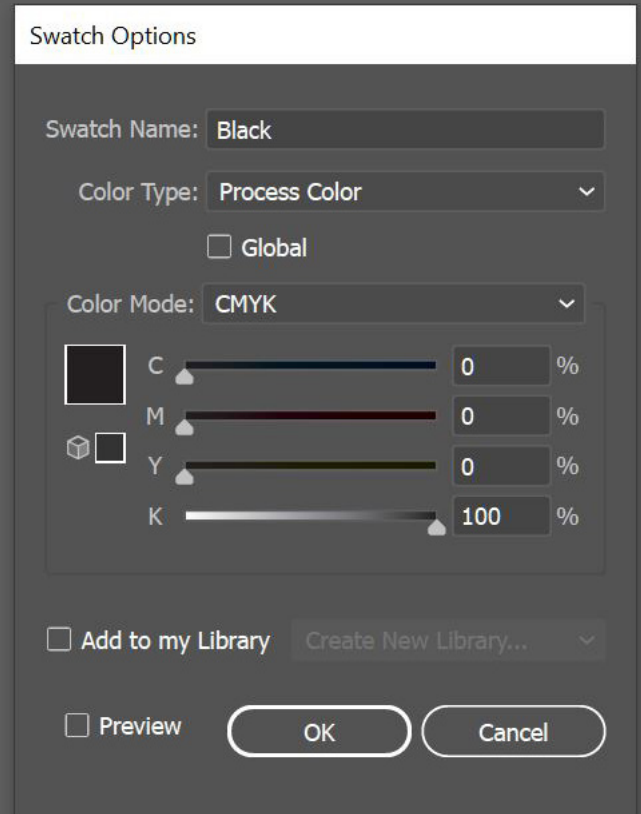 Swatch Options
Swatch Name: Black
Color Type: Process Color
Global
Color Mode: CMYK
C 0 %
M 0 %
Y 0 %
K 100 %
Add to my Library Create New Library...
Preview OK Cancel